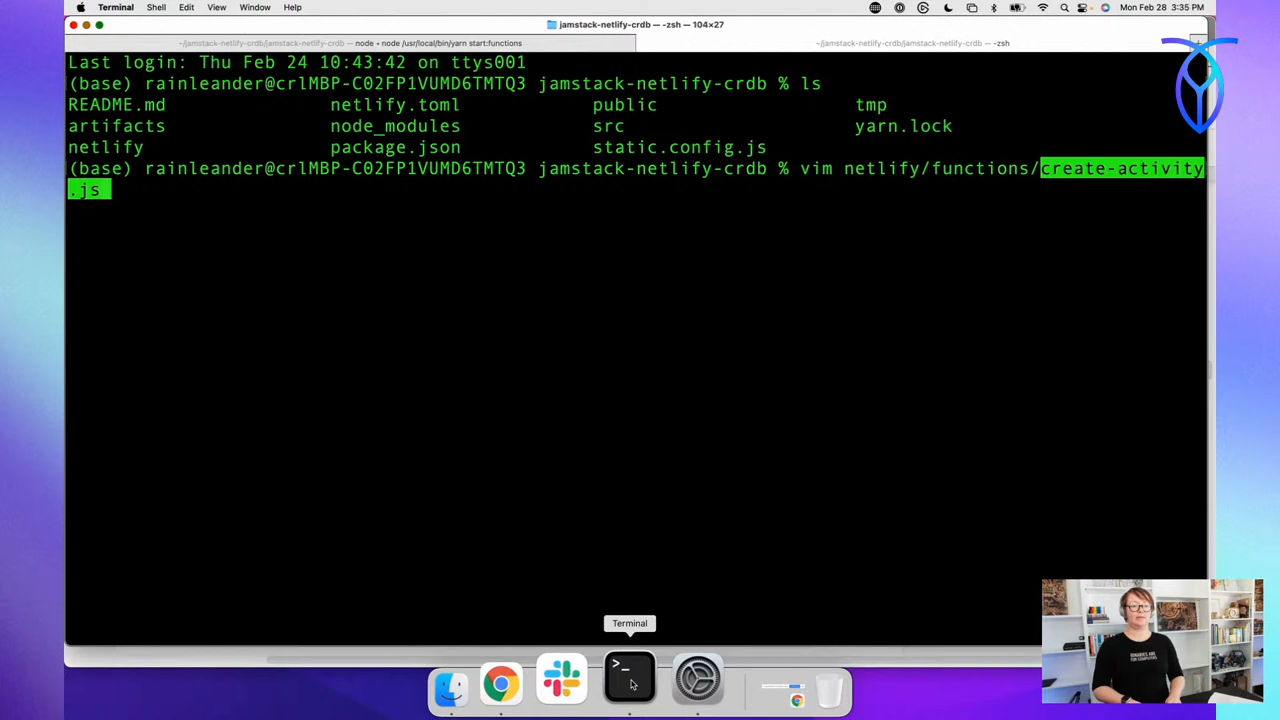 Terminal Shell Edit View Window Help Mon Feb 28 3:35 PM
jamstack-netlify-crdb — -zsh — 104×27
~/jamstack-netlify-crdb/jamstack-netlify-crdb — node • node /usr/local/bin/yarn start:functions ~/jamstack-netlify-crdb/jamstack-netlify-crdb — -zsh
Last login: Thu Feb 24 10:43:42 on ttys001
(base) rainleander@crlMBP-C02FP1VUMD6TMTQ3 jamstack-netlify-crdb % ls
README.md netlify.toml public tmp
artifacts node_modules src yarn.lock
netlify package.json static.config.js
(base) rainleander@crlMBP-C02FP1VUMD6TMTQ3 jamstack-netlify-crdb % vim netlify/functions/create-activity
.js
Terminal
BINARIES ARE
FOR COMPUTERS.